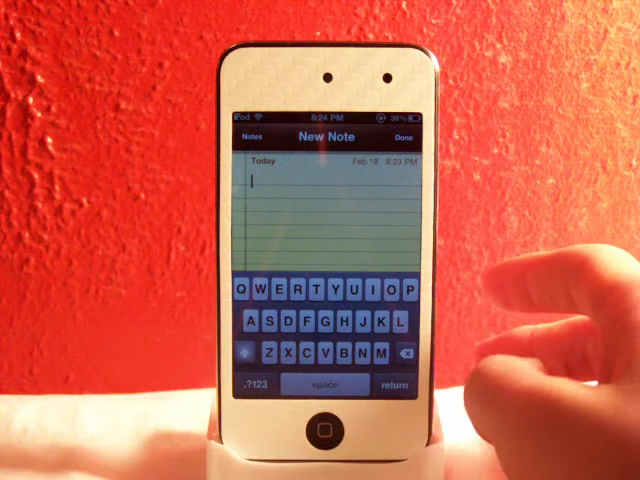 iPod 8:24 PM 38%
Notes New Note Done
Today Feb 18 8:23 PM
Q W E R T Y U I O P
A S D F G H J K L
Z X C V B N M
.?123 space return